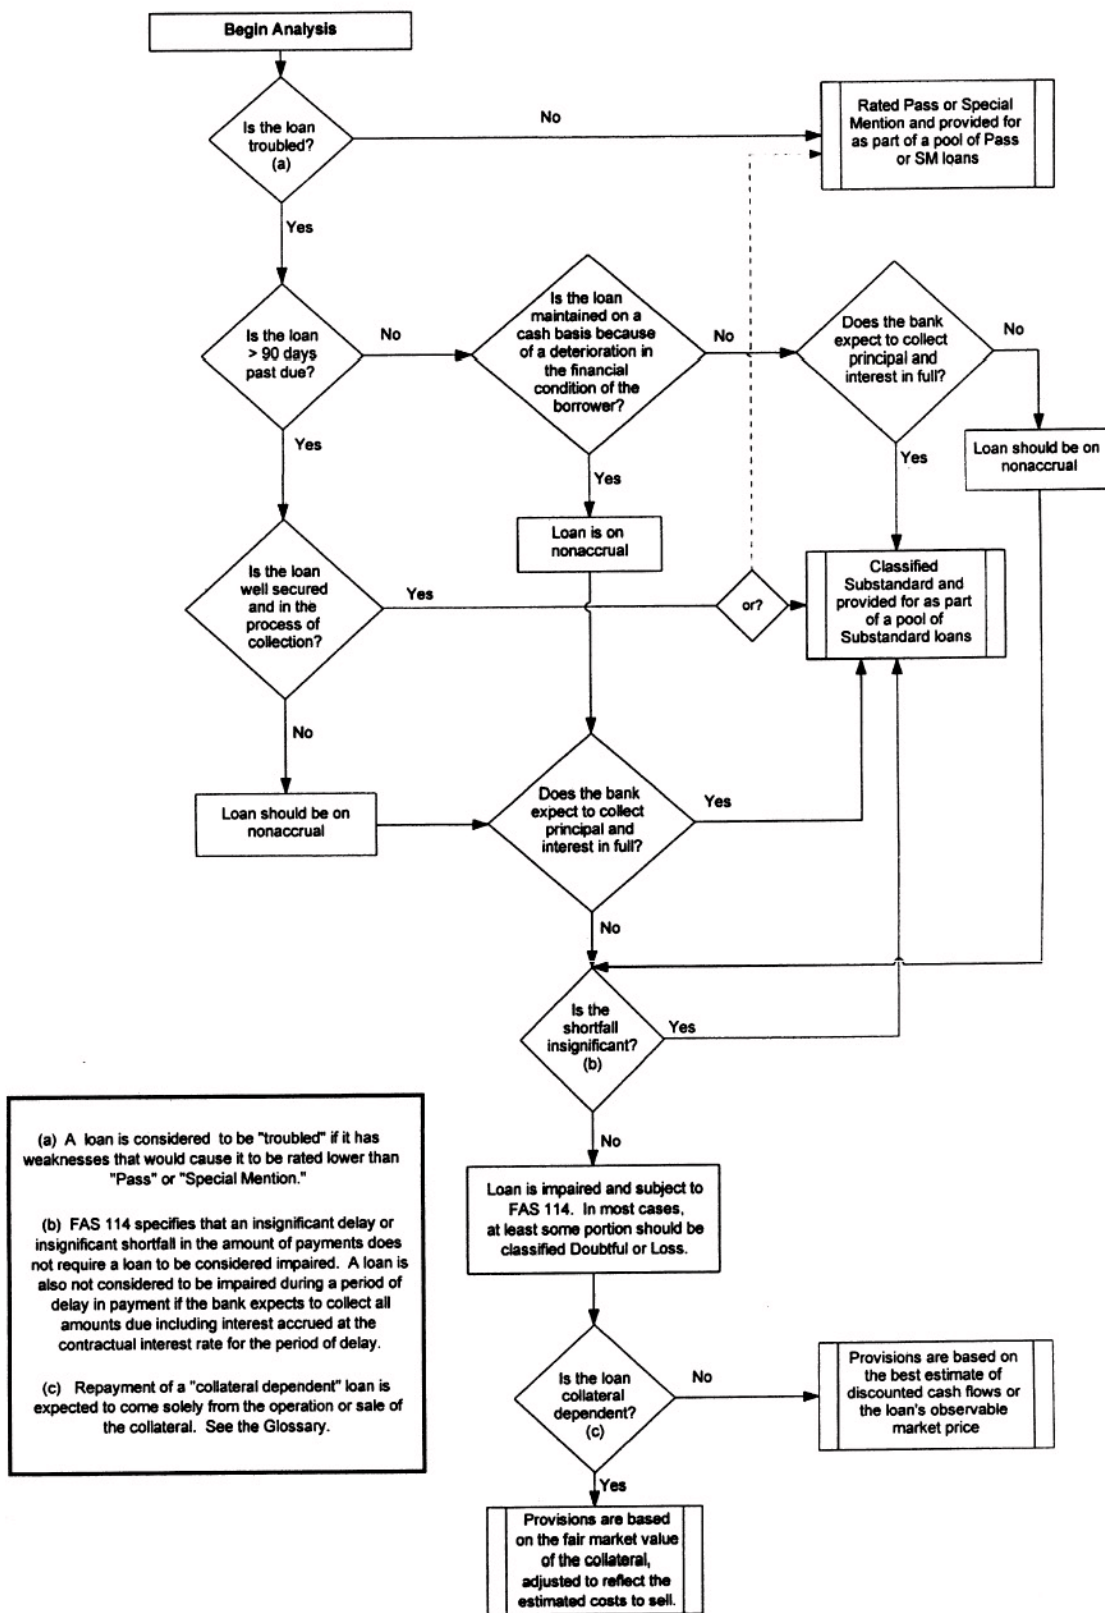 Begin Analysis
Is the loan
troubled?
(a)
No
Rated Pass or Special
Mention and provided for
as part of a pool of Pass
or SM loans
Yes
Is the loan
> 90 days
past due?
No
Is the loan
maintained on a
cash basis because
of a deterioration in
the financial
condition of the
borrower?
No
Does the bank
expect to collect
principal and
interest in full?
No
Yes
Yes
Yes
Loan should be on
nonaccrual
Loan is on
nonaccrual
Is the loan
well secured
and in the
process of
collection?
Yes
or?
Classified
Substandard and
provided for as part
of a pool of
Substandard loans
No
Loan should be on
nonaccrual
Does the bank
expect to collect
principal and
interest in full?
Yes
No
Is the
shortfall
insignificant?
(b)
Yes
No
(a) A loan is considered to be "troubled" if it has
weaknesses that would cause it to be rated lower than
"Pass" or "Special Mention."
(b) FAS 114 specifies that an insignificant delay or
insignificant shortfall in the amount of payments does
not require a loan to be considered impaired. A loan is
also not considered to be impaired during a period of
delay in payment if the bank expects to collect all
amounts due including interest accrued at the
contractual interest rate for the period of delay.
(c) Repayment of a "collateral dependent" loan is
expected to come solely from the operation or sale of
the collateral. See the Glossary.
Loan is impaired and subject to
FAS 114. In most cases,
at least some portion should be
classified Doubtful or Loss.
Is the loan
collateral
dependent?
(c)
No
Provisions are based on
the best estimate of
discounted cash flows or
the loan's observable
market price
Yes
Provisions are based
on the fair market value
of the collateral,
adjusted to reflect the
estimated costs to sell.